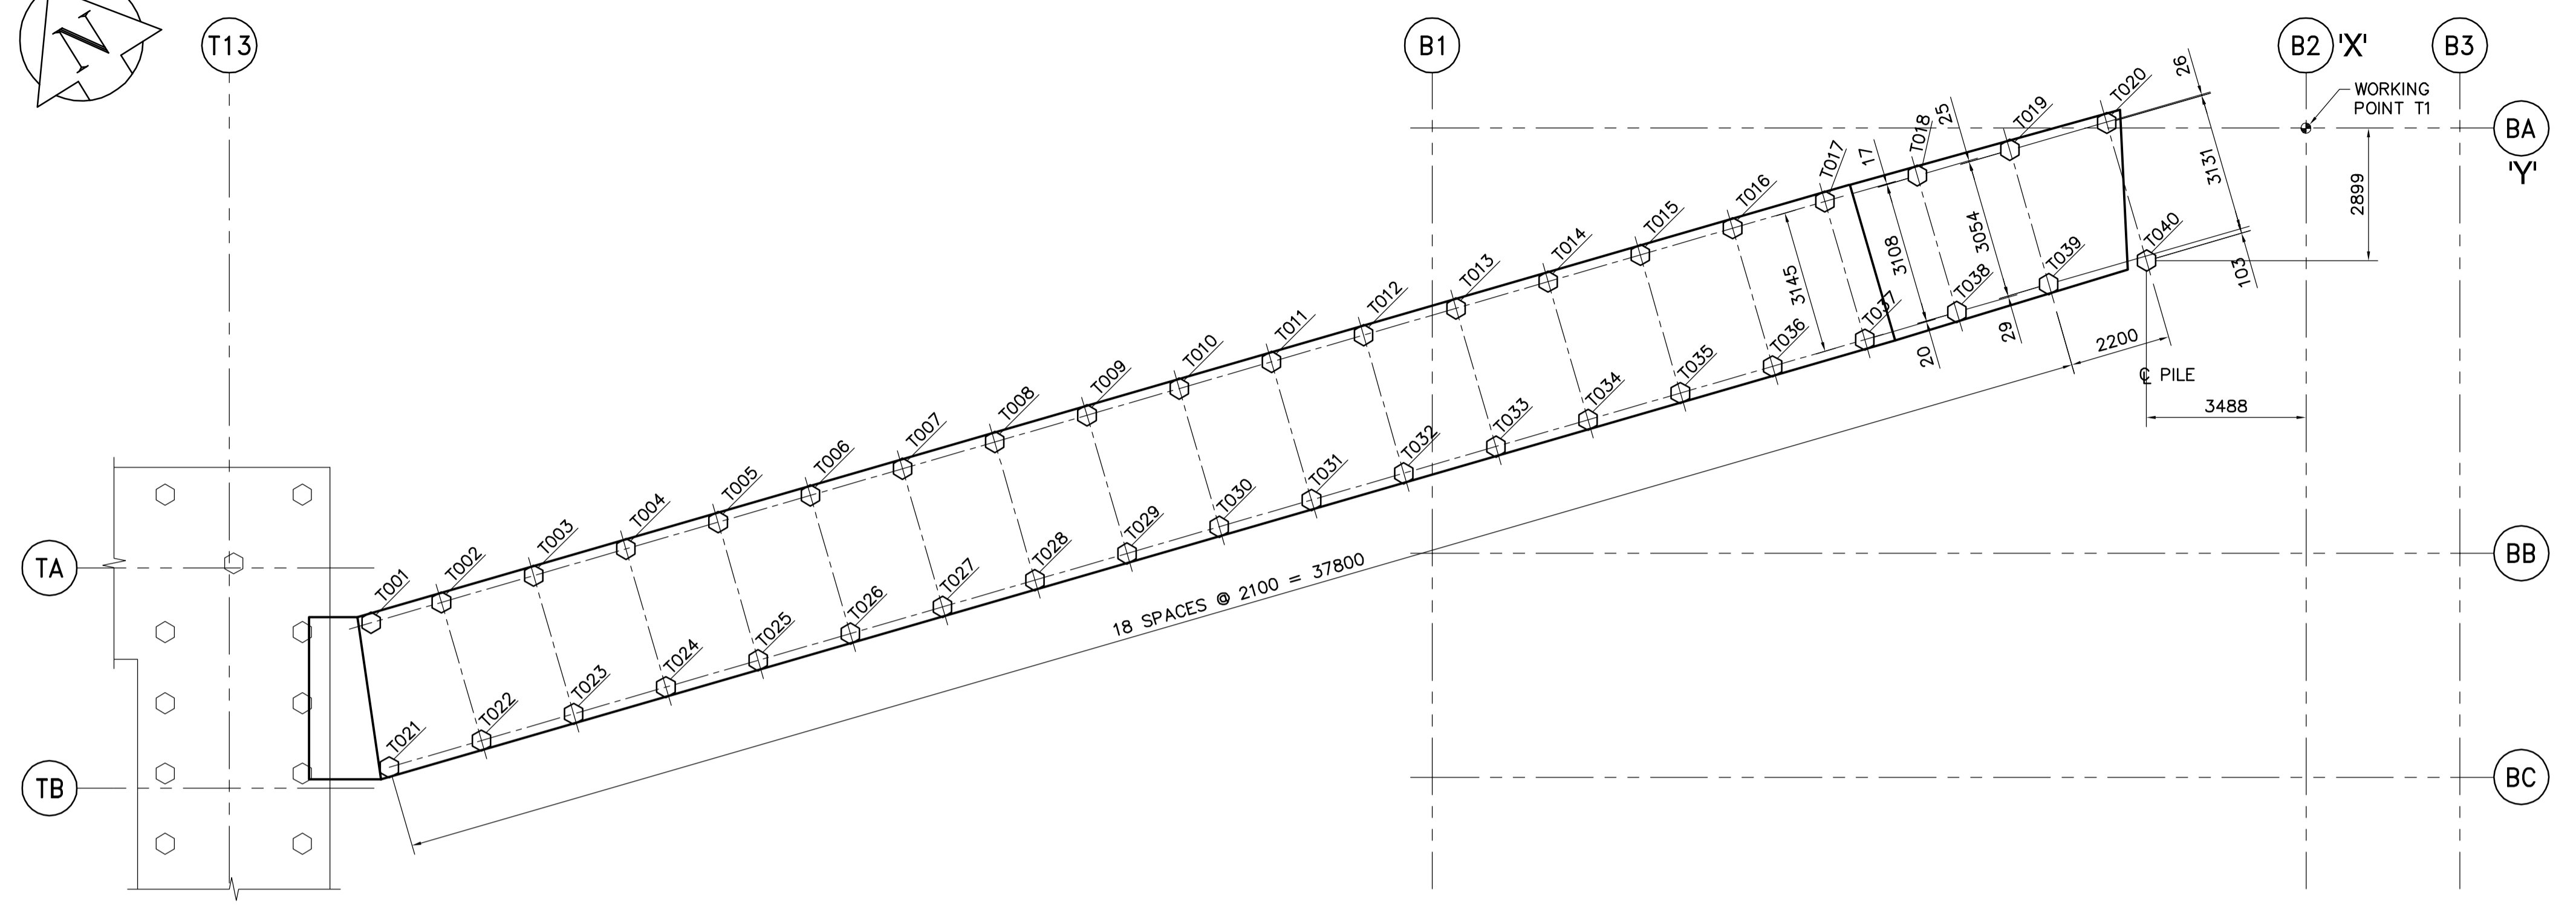 N
T13
B1
B2
'X'
B3
WORKING
POINT T1
BA
'Y'
26
3131
2899
103
T020
T019
T018
25
T017
17
T016
T015
T014
T013
T012
T011
T010
T009
T008
T007
T006
T005
T004
T003
T002
T001
3145
3108
3054
T040
T039
T038
T037
T036
T035
T034
T033
T032
T031
T030
T029
T028
T027
T026
T025
T024
T023
T022
T021
20
29
2200
℄ PILE
3488
18 SPACES @ 2100 = 37800
TA
BB
TB
BC